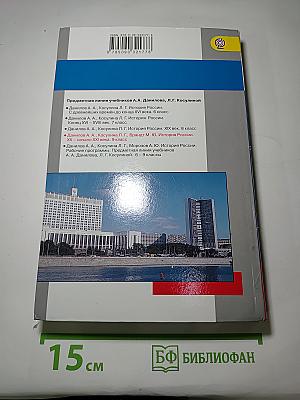 Предметная линия учебников А.А. Данилова, Л.Г. Косулиной
Данилов А. А., Косулина Л. Г. История России.
С древнейших времен до конца XVI века. 6 класс
Данилов А. А., Косулина Л. Г. История России.
Конец XVI – XVIII век. 7 класс
Данилов А. А., Косулина Л. Г. История России. XIX век. 8 класс
Данилов А. А., Косулина Л. Г., Брандт М. Ю. История России.
XX – начало XXI века. 9 класс
Данилов А. А., Косулина Л. Г., Морозов А. Ю. История России.
Рабочие программы. Предметная линия учебников
А. А. Данилова, Л. Г. Косулиной. 6 – 9 классы
15 см
БФ БИБЛИОФАН